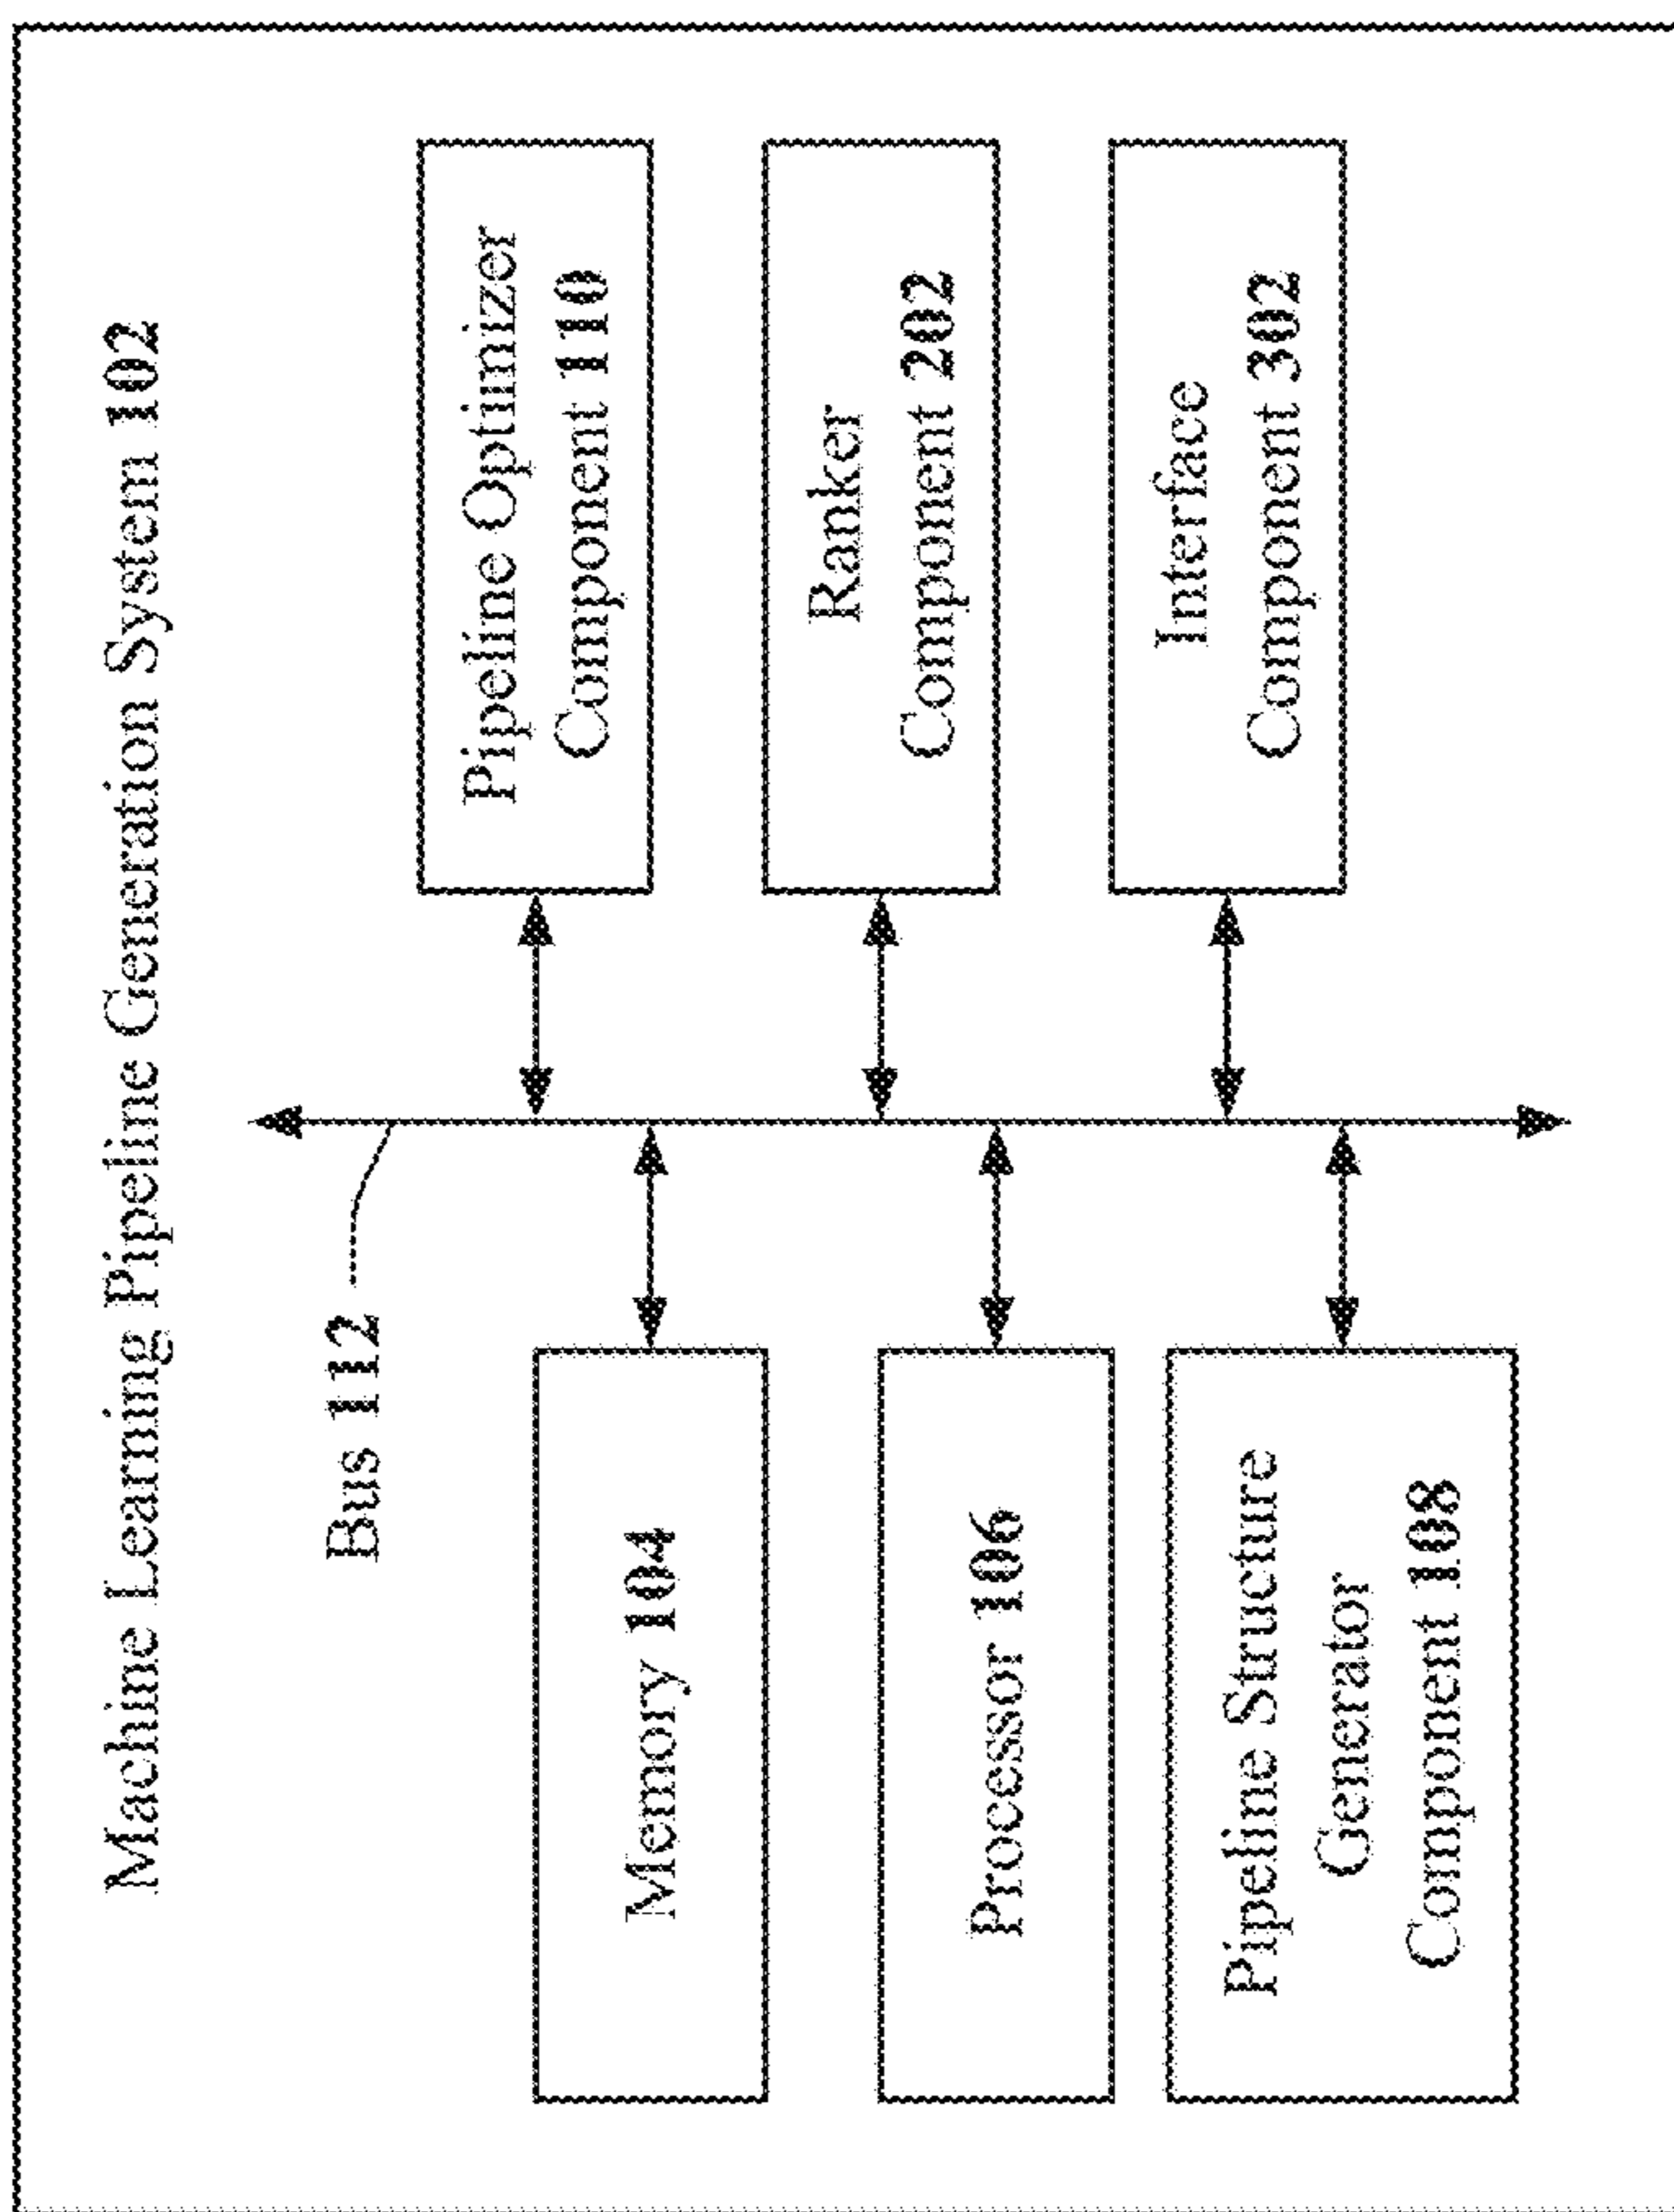 Machine Learning Pipeline Generation System 102
Bus 112
Memory 104
Processor 106
Pipeline Structure
Generator
Component 108
Pipeline Optimizer
Component 110
Ranker
Component 202
Interface
Component 302